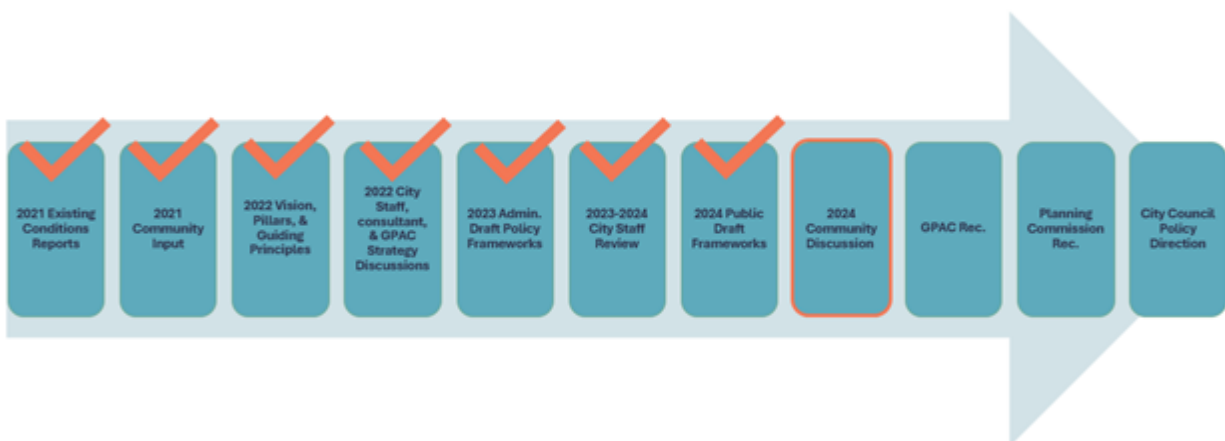 2021 Existing
Conditions
Reports
2021
Community
Input
2022 Vision,
Pillars, &
Guiding
Principles
2022 City
Staff,
consultant,
& GPAC
Strategy
Discussions
2023 Admin.
Draft Policy
Frameworks
2023-2024
City Staff
Review
2024 Public
Draft
Frameworks
2024
Community
Discussion
GPAC Rec.
Planning
Commission
Rec.
City Council
Policy
Direction